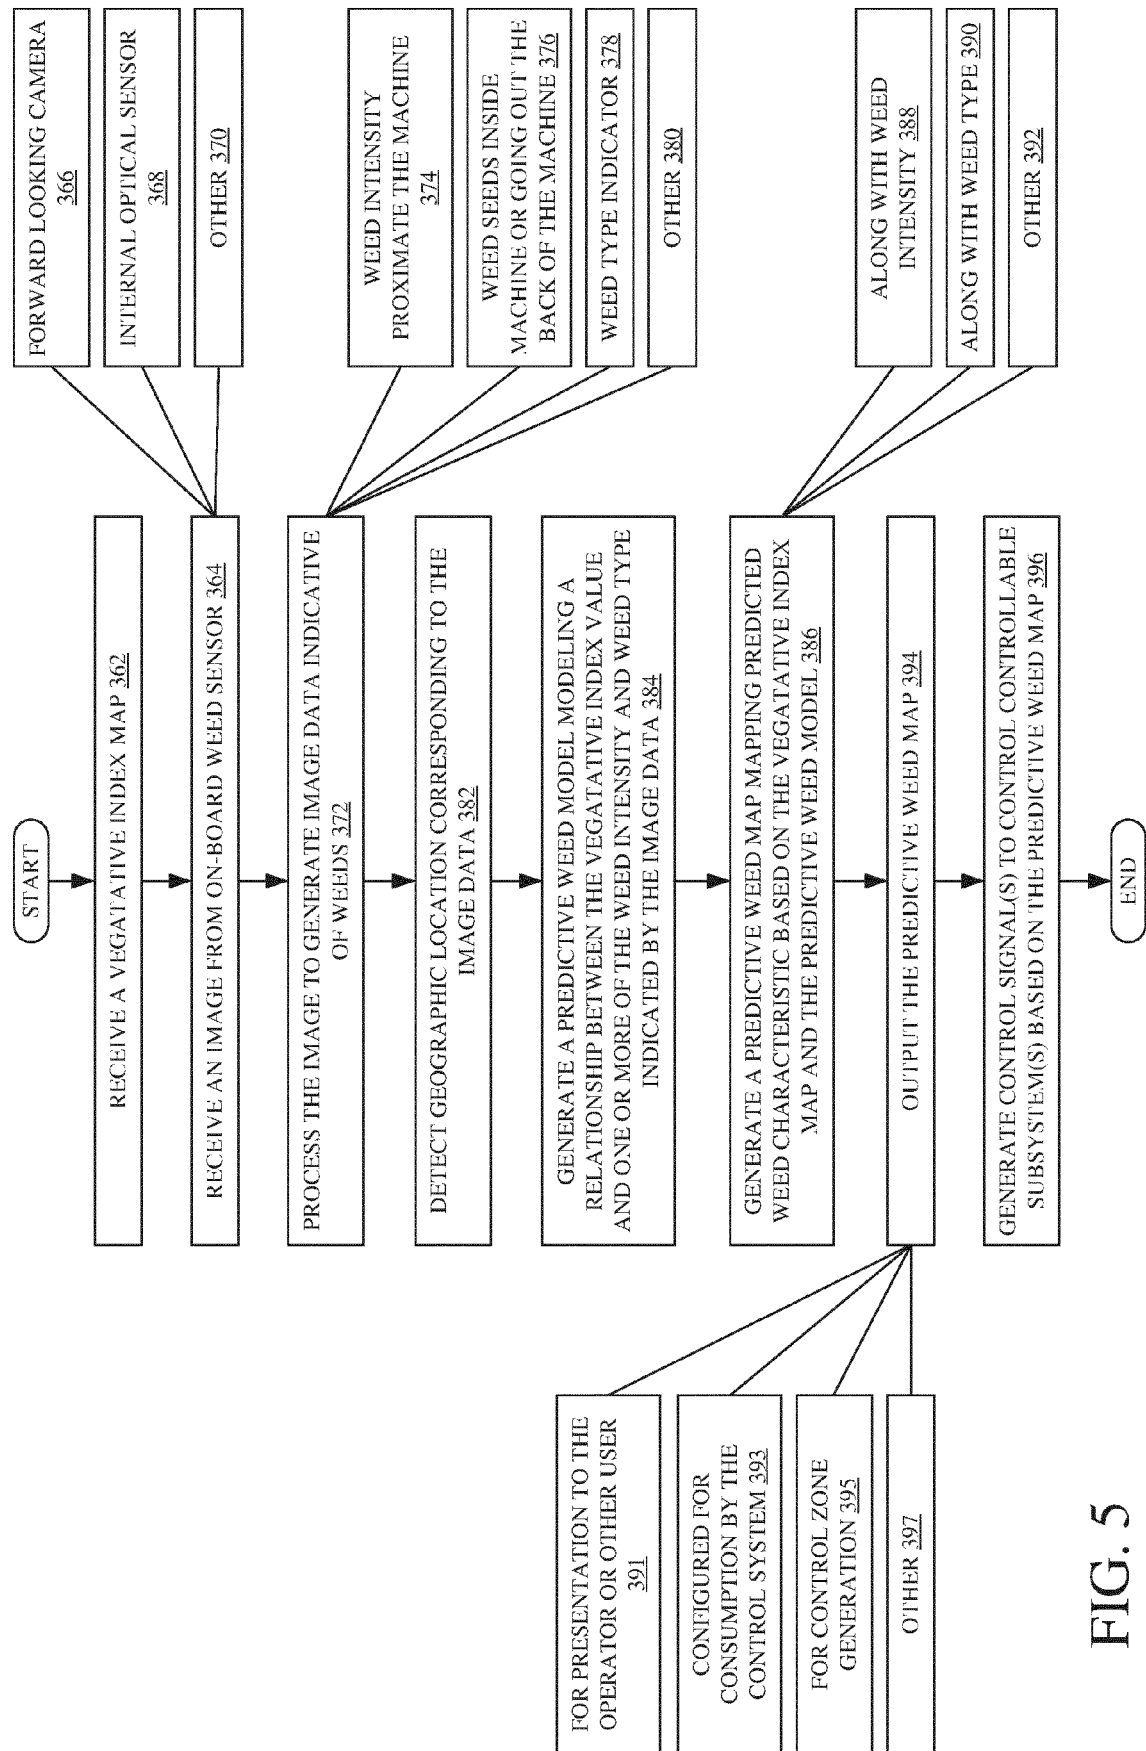 START
RECEIVE A VEGATATIVE INDEX MAP 362
RECEIVE AN IMAGE FROM ON-BOARD WEED SENSOR 364
FORWARD LOOKING CAMERA
366
INTERNAL OPTICAL SENSOR
368
OTHER 370
PROCESS THE IMAGE TO GENERATE IMAGE DATA INDICATIVE
OF WEEDS 372
WEED INTENSITY
PROXIMATE THE MACHINE
374
WEED SEEDS INSIDE
MACHINE OR GOING OUT THE
BACK OF THE MACHINE 376
WEED TYPE INDICATOR 378
OTHER 380
DETECT GEOGRAPHIC LOCATION CORRESPONDING TO THE
IMAGE DATA 382
GENERATE A PREDICTIVE WEED MODEL MODELING A
RELATIONSHIP BETWEEN THE VEGATATIVE INDEX VALUE
AND ONE OR MORE OF THE WEED INTENSITY AND WEED TYPE
INDICATED BY THE IMAGE DATA 384
GENERATE A PREDICTIVE WEED MAP MAPPING PREDICTED
WEED CHARACTERISTIC BASED ON THE VEGATATIVE INDEX
MAP AND THE PREDICTIVE WEED MODEL 386
ALONG WITH WEED
INTENSITY 388
ALONG WITH WEED TYPE 390
OTHER 392
OUTPUT THE PREDICTIVE WEED MAP 394
FOR PRESENTATION TO THE
OPERATOR OR OTHER USER
391
CONFIGURED FOR
CONSUMPTION BY THE
CONTROL SYSTEM 393
FOR CONTROL ZONE
GENERATION 395
OTHER 397
GENERATE CONTROL SIGNAL(S) TO CONTROL CONTROLLABLE
SUBSYSTEM(S) BASED ON THE PREDICTIVE WEED MAP 396
END
FIG. 5